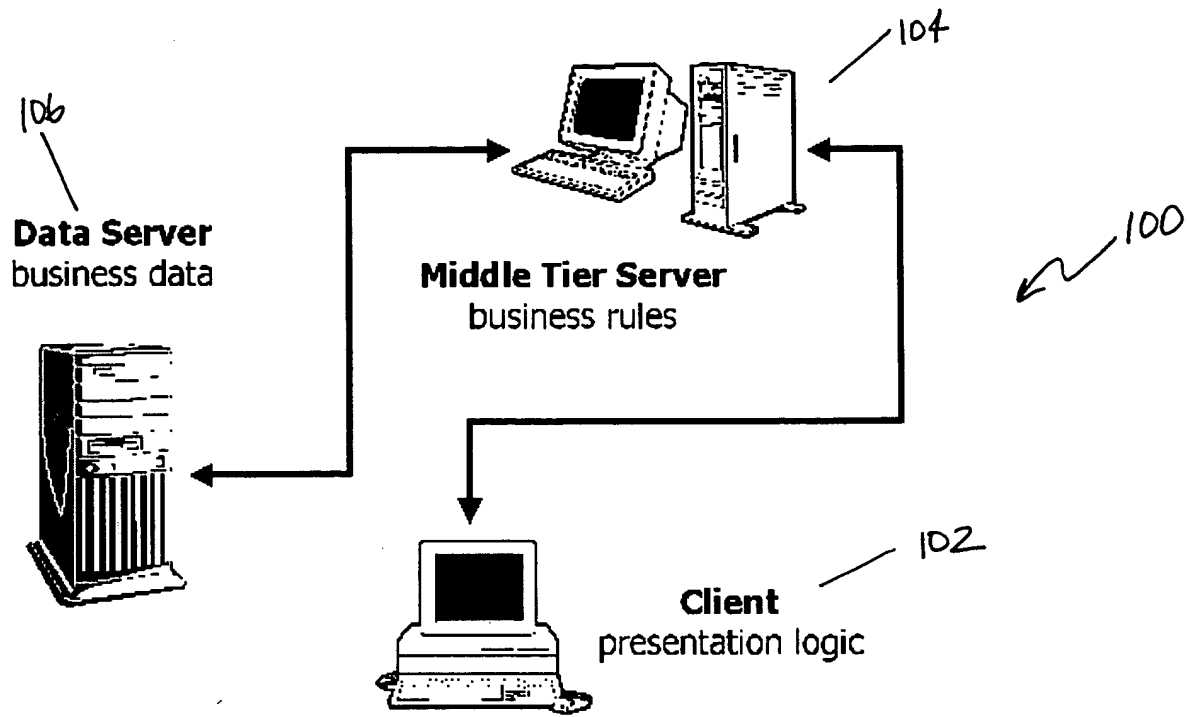 104
106
Data Server
business data
100
Middle Tier Server
business rules
102
Client
presentation logic